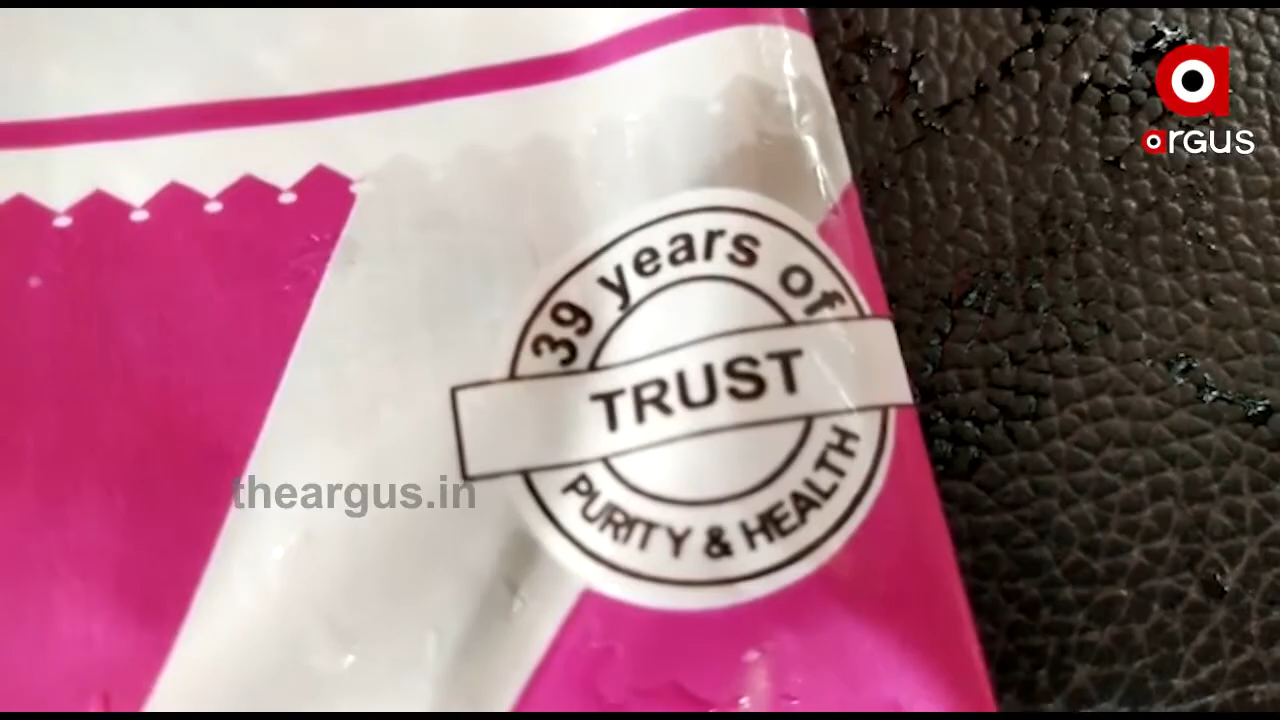 argus
39 years of
TRUST
PURITY & HEALTH
theargus.in